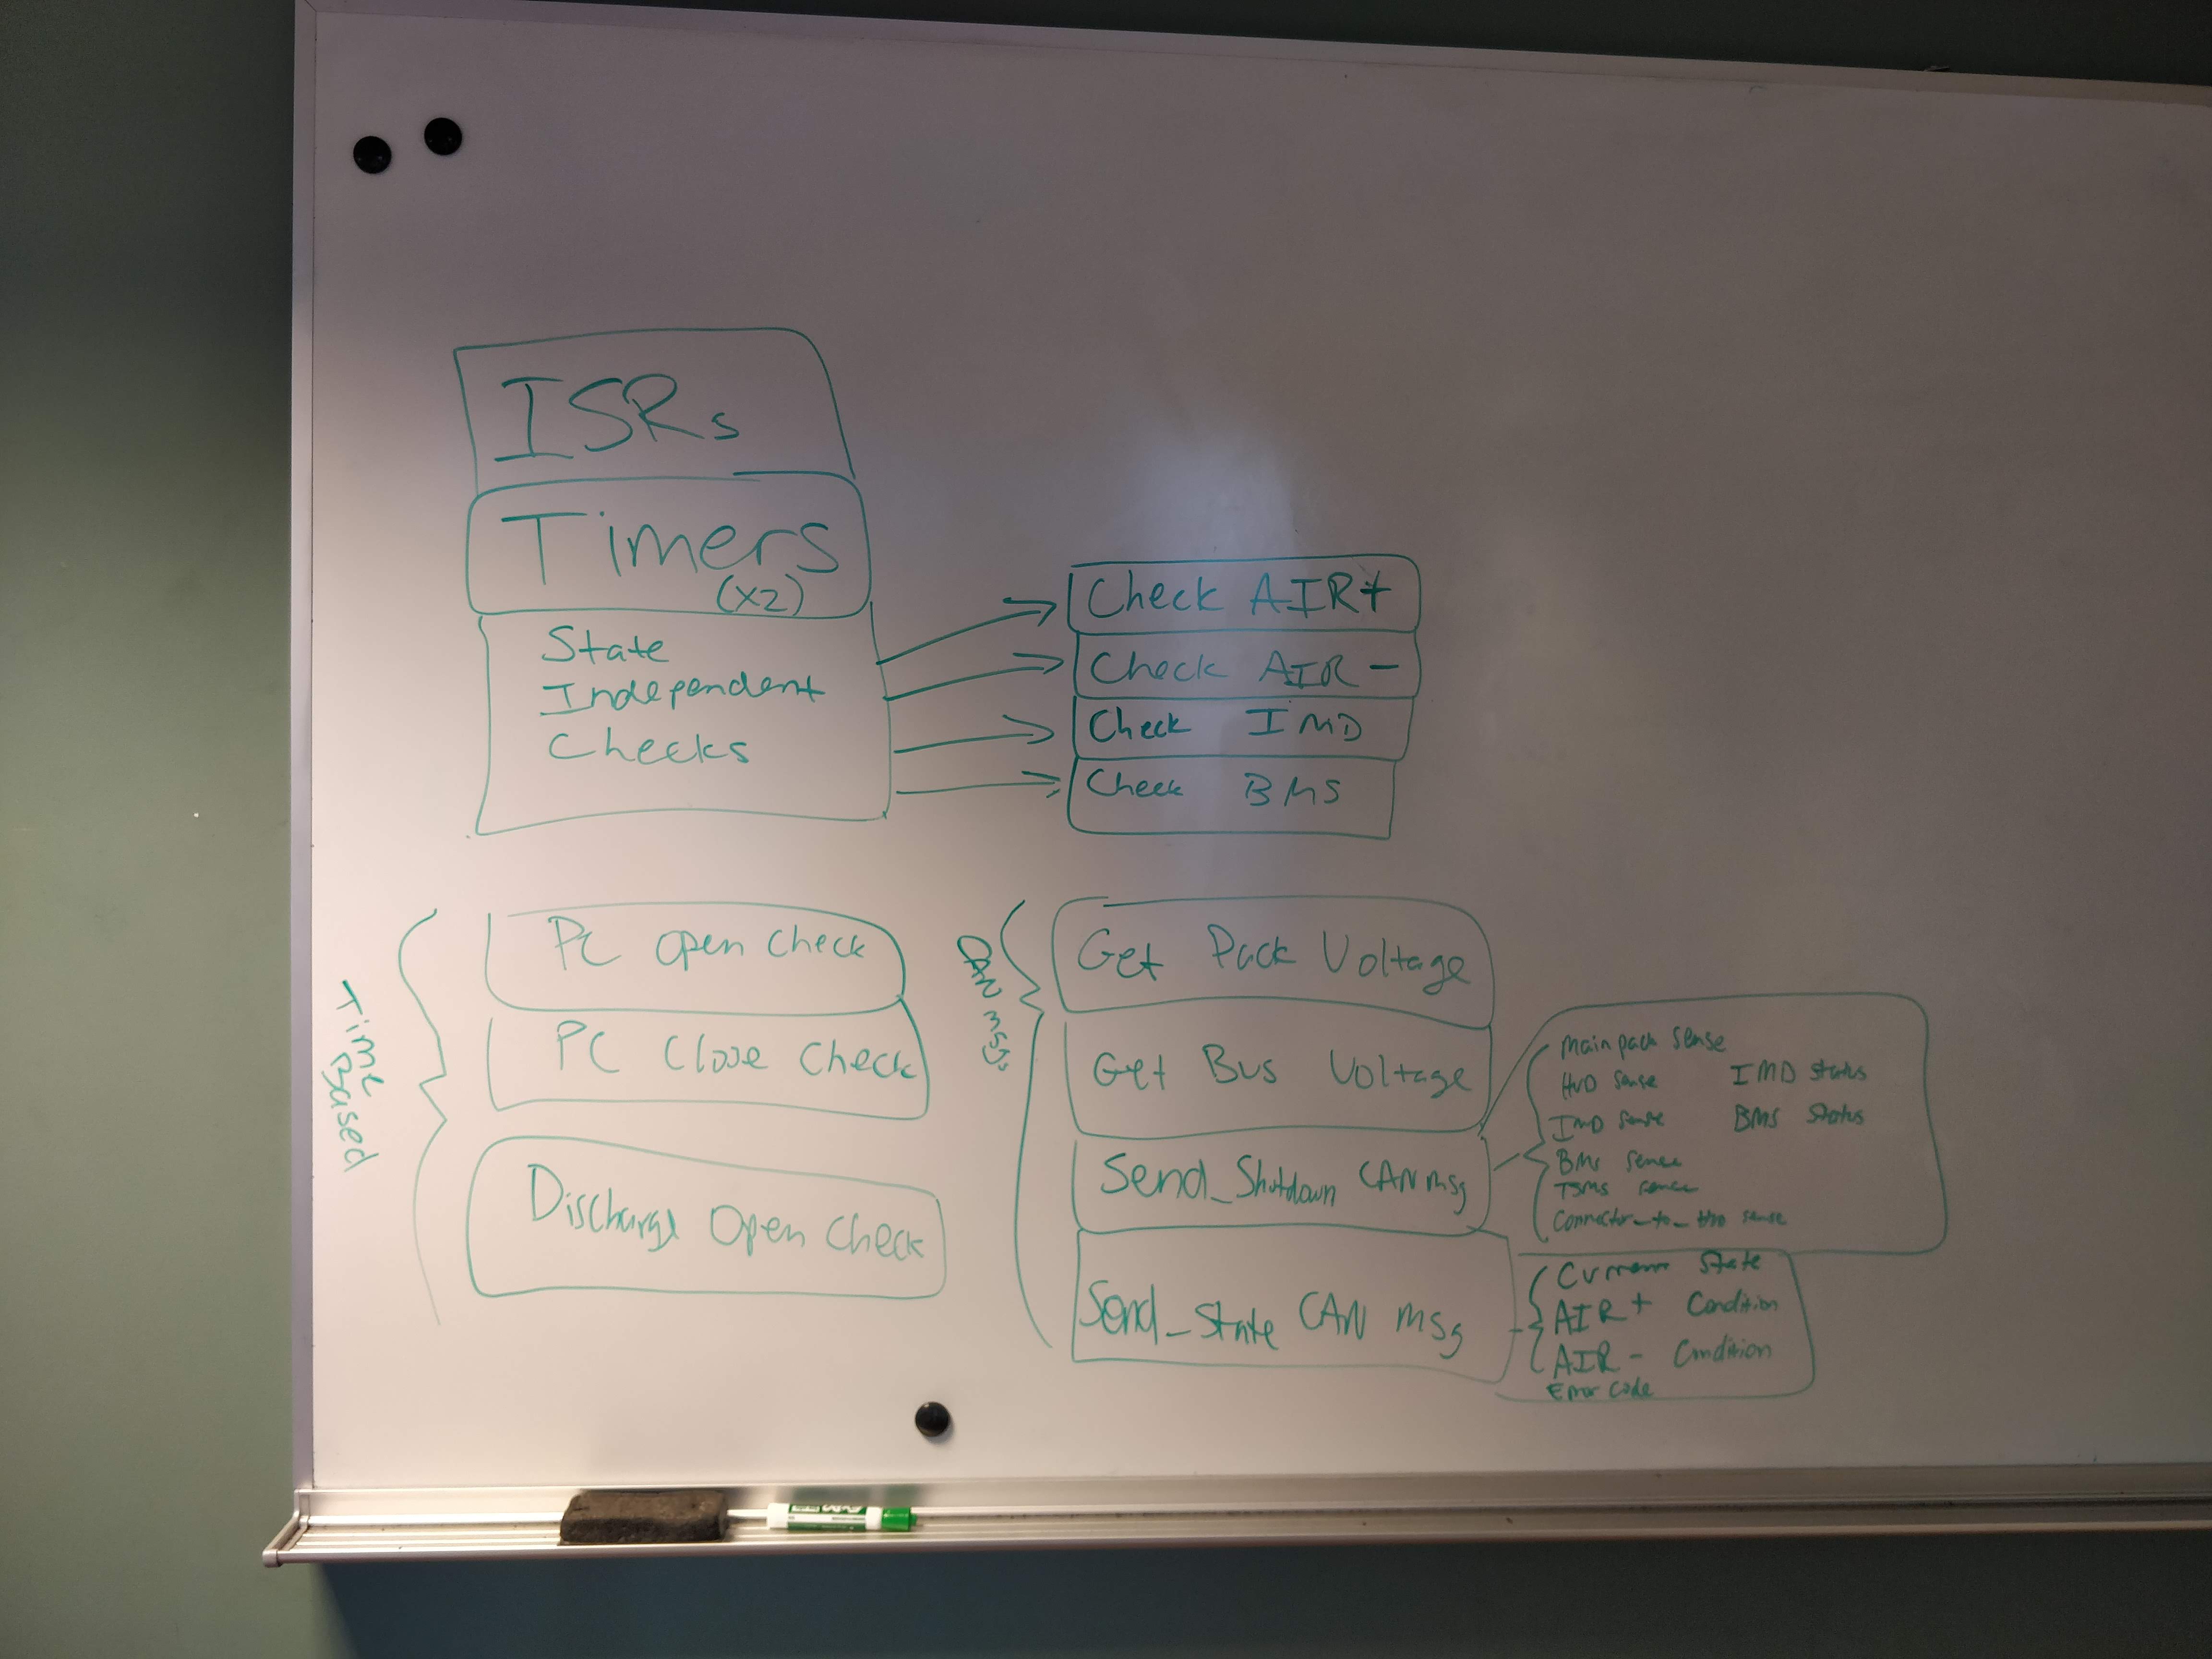 ISRs
Timers
(x2)
State
Independent
Checks
Check AIR+
Check AIR -
Check IMD
Check BMS
Time
Based
PC open check
PC Close Check
Discharge Open Check
CAN msgs
Get Pack Voltage
Get Bus Voltage
Send_Shutdown CAN msg
Send_State CAN msg
Main pack sense
HVD sense
IMD sense
BMS sense
TSMS sense
Connector_to_HVD sense
IMD status
BMS status
Current State
AIR + Condition
AIR - Condition
Error code